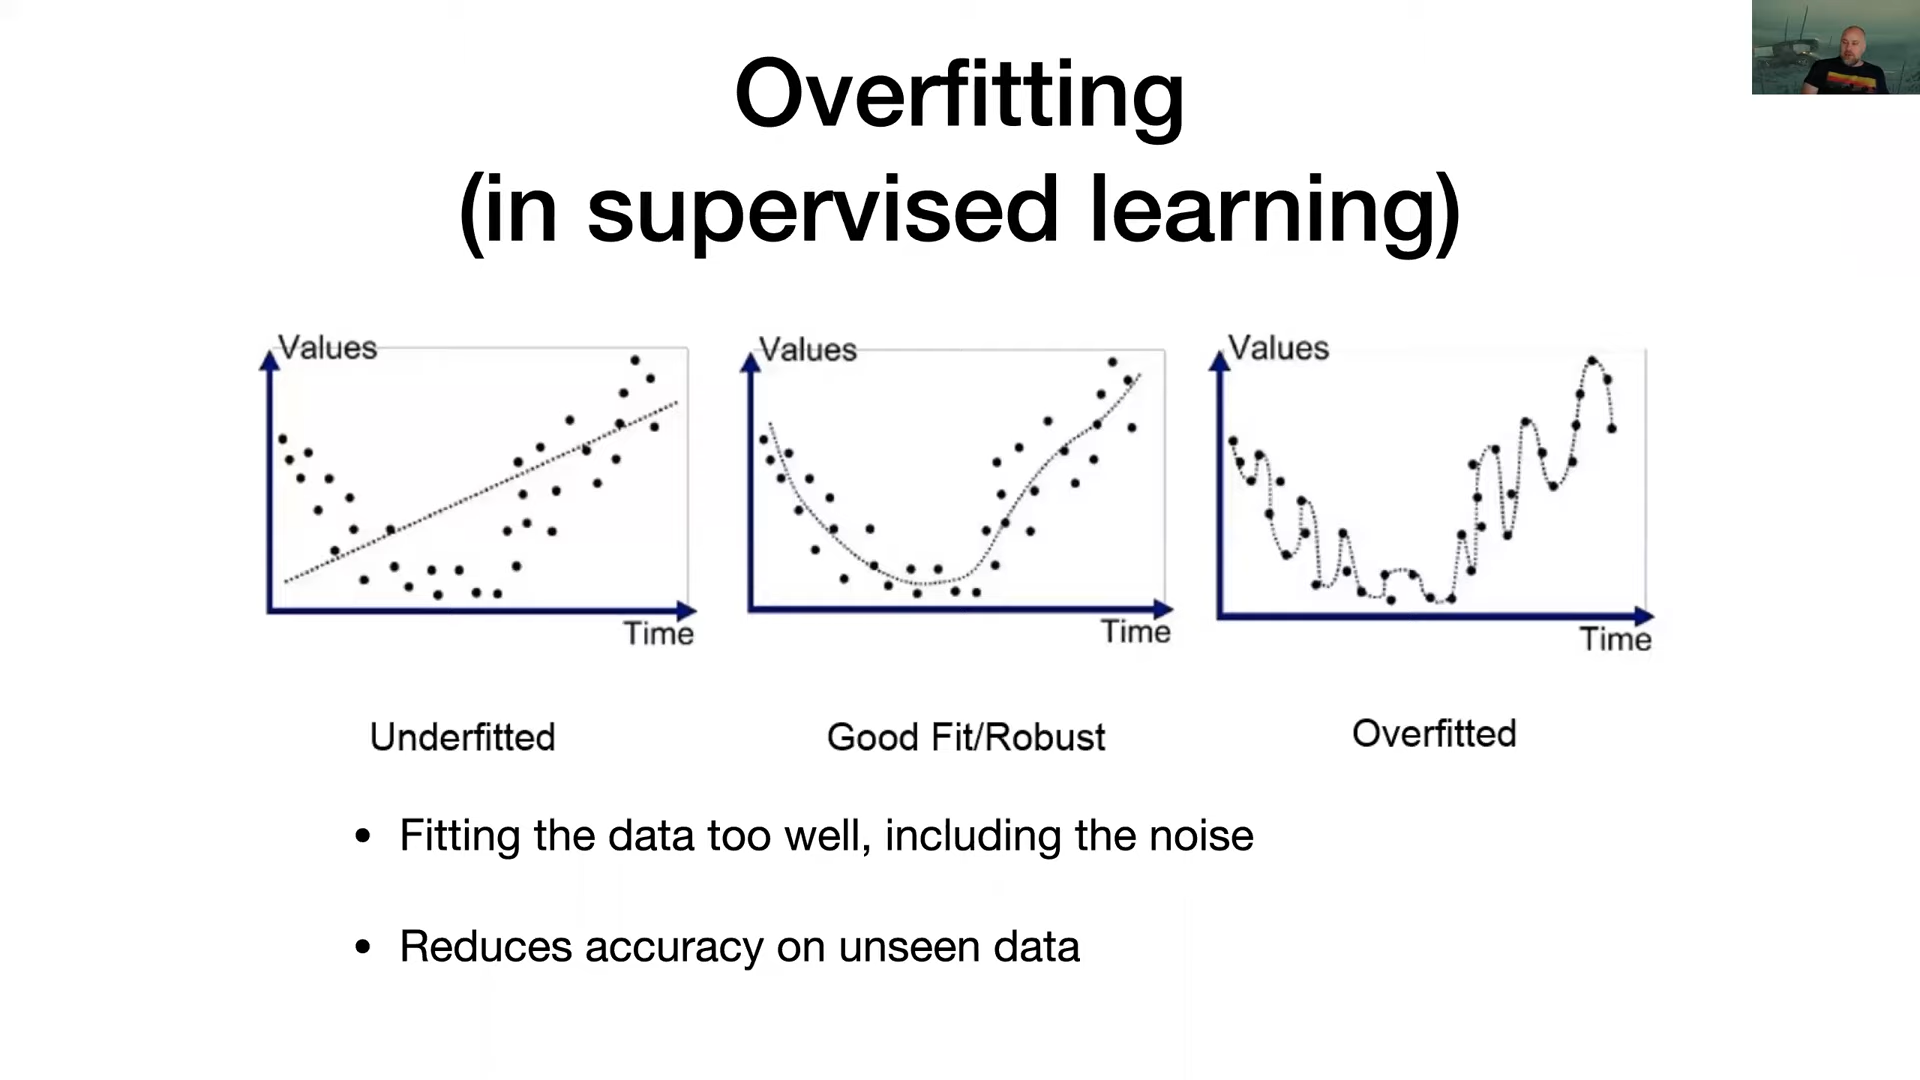 Overfitting
(in supervised learning)
Values
Time
Values
Time
Values
Time
Underfitted
Good Fit/Robust
Overfitted
• Fitting the data too well, including the noise
• Reduces accuracy on unseen data